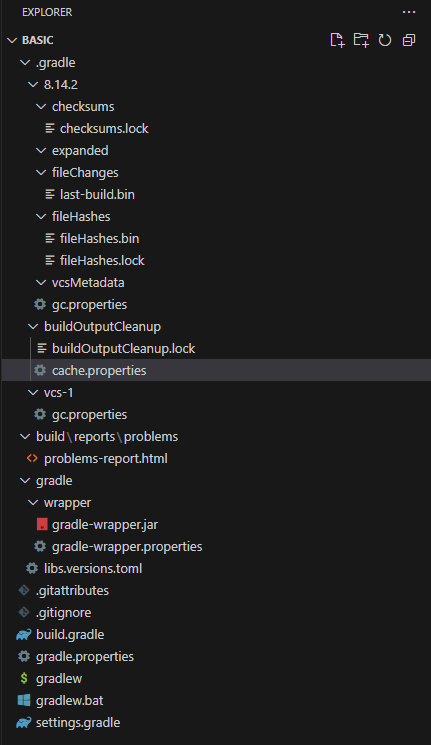 EXPLORER
BASIC
.gradle
8.14.2
checksums
checksums.lock
expanded
fileChanges
last-build.bin
fileHashes
fileHashes.bin
fileHashes.lock
vcsMetadata
gc.properties
buildOutputCleanup
buildOutputCleanup.lock
cache.properties
vcs-1
gc.properties
build\reports\problems
problems-report.html
gradle
wrapper
gradle-wrapper.jar
gradle-wrapper.properties
libs.versions.toml
.gitattributes
.gitignore
build.gradle
gradle.properties
gradlew
gradlew.bat
settings.gradle